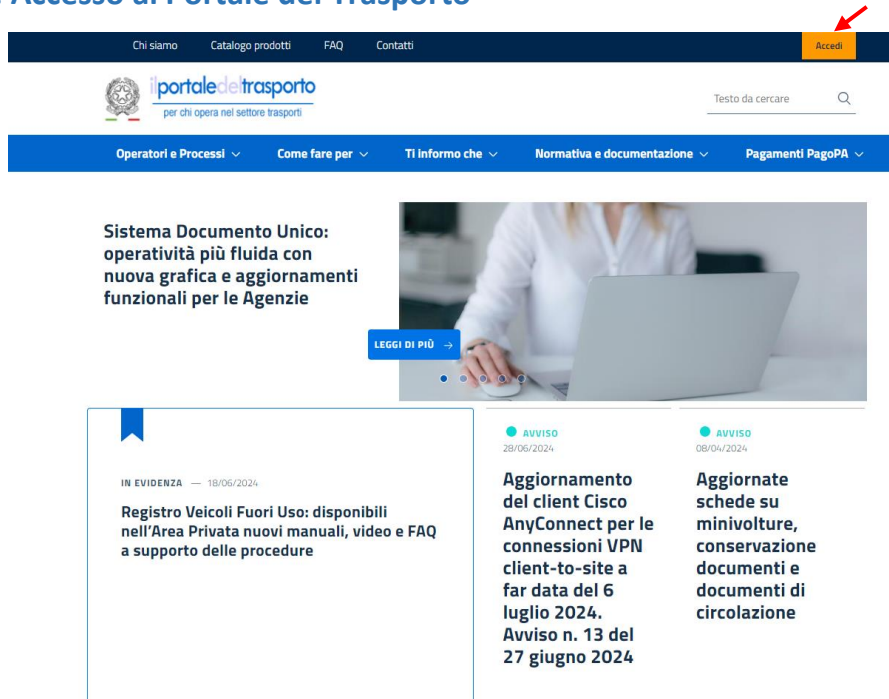 Accesso al Portale del Trasporto
Chi siamo Catalogo prodotti FAQ Contatti Accedi
ilportaledeltrasporto
per chi opera nel settore trasporti
Testo da cercare
Operatori e Processi Come fare per Ti informo che Normativa e documentazione Pagamenti PagoPA
Sistema Documento Unico:
operatività più fluida con
nuova grafica e aggiornamenti
funzionali per le Agenzie
LEGGI DI PIÙ →
IN EVIDENZA — 18/06/2024
Registro Veicoli Fuori Uso: disponibili
nell'Area Privata nuovi manuali, video e FAQ
a supporto delle procedure
AVVISO
28/06/2024
Aggiornamento
del client Cisco
AnyConnect per le
connessioni VPN
client-to-site a
far data del 6
luglio 2024.
Avviso n. 13 del
27 giugno 2024
AVVISO
08/04/2024
Aggiornate
schede su
minivolture,
conservazione
documenti e
documenti di
circolazione